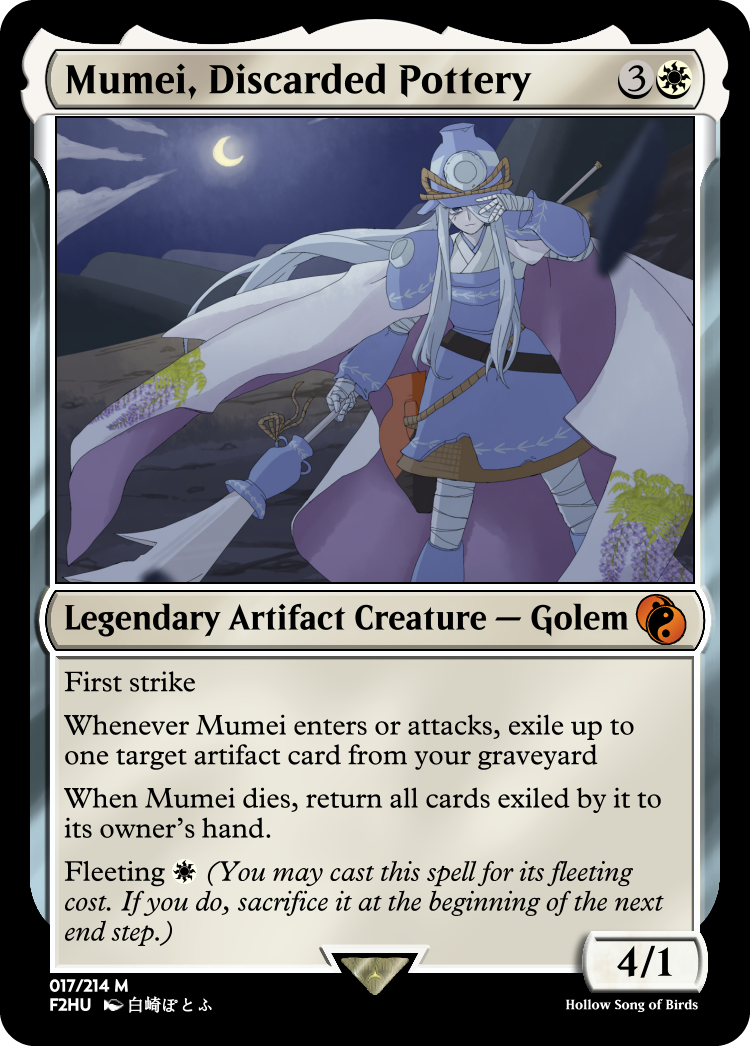 Mumei, Discarded Pottery 3
Legendary Artifact Creature — Golem
First strike
Whenever Mumei enters or attacks, exile up to
one target artifact card from your graveyard
When Mumei dies, return all cards exiled by it to
its owner's hand.
Fleeting (You may cast this spell for its fleeting
cost. If you do, sacrifice it at the beginning of the next
end step.)
4/1
017/214 M
F2HU 白崎ぽとふ
Hollow Song of Birds